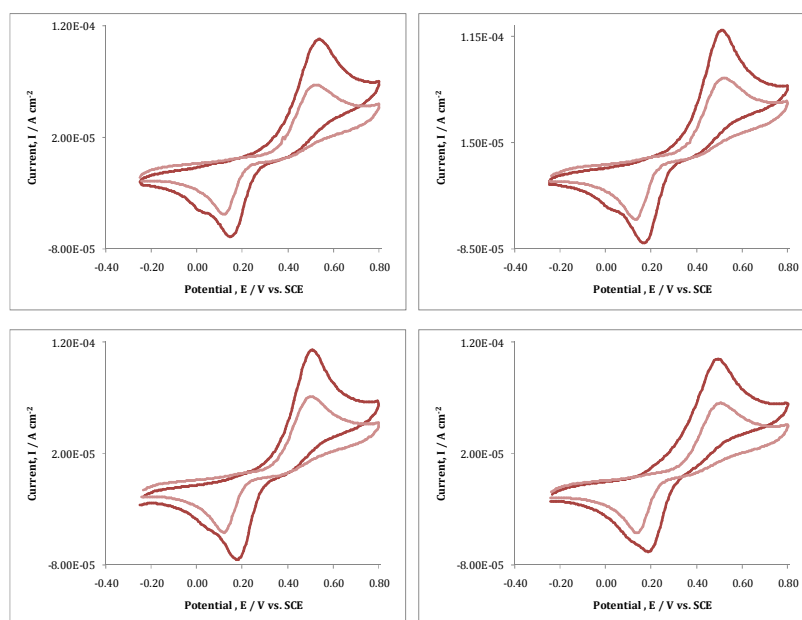 1.20E-04
2.00E-05
-8.00E-05
-0.40 -0.20 0.00 0.20 0.40 0.60 0.80
Current, I / A cm-2
Potential , E / V vs. SCE
1.15E-04
1.50E-05
-8.50E-05
-0.40 -0.20 0.00 0.20 0.40 0.60 0.80
Current, I / A cm-2
Potential , E / V vs. SCE
1.20E-04
2.00E-05
-8.00E-05
-0.40 -0.20 0.00 0.20 0.40 0.60 0.80
Current, I / A cm-2
Potential , E / V vs. SCE
1.20E-04
2.00E-05
-8.00E-05
-0.40 -0.20 0.00 0.20 0.40 0.60 0.80
Current, I / A cm-2
Potential , E / V vs. SCE